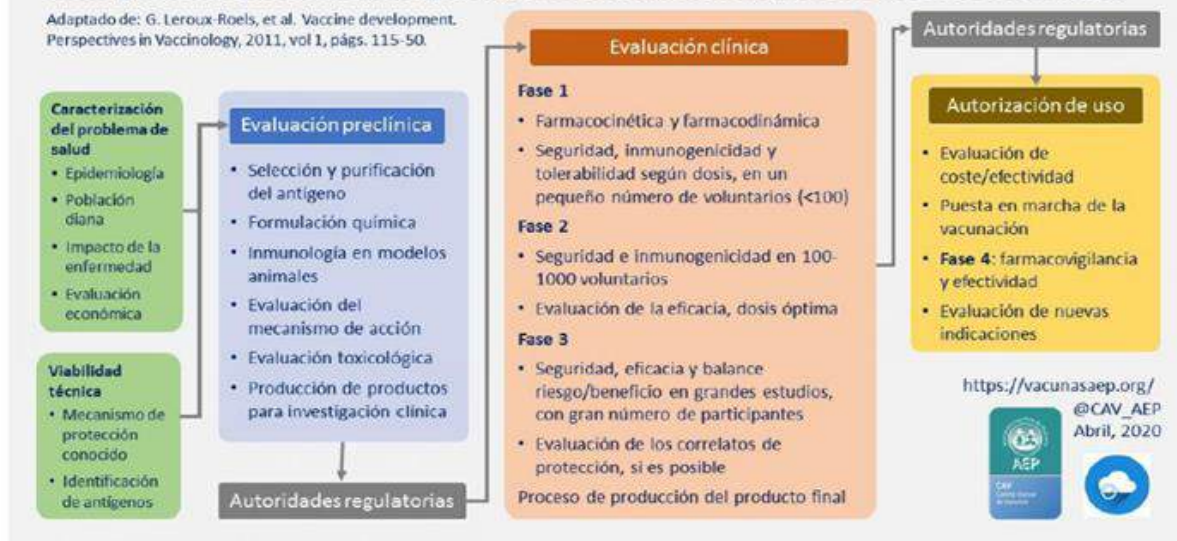 Adaptado de: G. Leroux-Roels, et al. Vaccine development.
Perspectives in Vaccinology, 2011, vol 1, págs. 115-50.
Caracterización
del problema de
salud
• Epidemiología
• Población
diana
• Impacto de la
enfermedad
• Evaluación
económica
Viabilidad
técnica
• Mecanismo de
protección
conocido
• Identificación
de antígenos
Evaluación preclínica
• Selección y purificación
del antígeno
• Formulación química
• Inmunología en modelos
animales
• Evaluación del
mecanismo de acción
• Evaluación toxicológica
• Producción de productos
para investigación clínica
Autoridades regulatorias
Evaluación clínica
Fase 1
• Farmacocinética y farmacodinámica
• Seguridad, inmunogenicidad y
tolerabilidad según dosis, en un
pequeño número de voluntarios (<100)
Fase 2
• Seguridad e inmunogenicidad en 100-
1000 voluntarios
• Evaluación de la eficacia, dosis óptima
Fase 3
• Seguridad, eficacia y balance
riesgo/beneficio en grandes estudios,
con gran número de participantes
• Evaluación de los correlatos de
protección, si es posible
Proceso de producción del producto final
Autoridades regulatorias
Autorización de uso
• Evaluación de
coste/efectividad
• Puesta en marcha de la
vacunación
• Fase 4: farmacovigilancia
y efectividad
• Evaluación de nuevas
indicaciones
https://vacunasaep.org/
@CAV_AEP
Abril, 2020
AEP
CAV